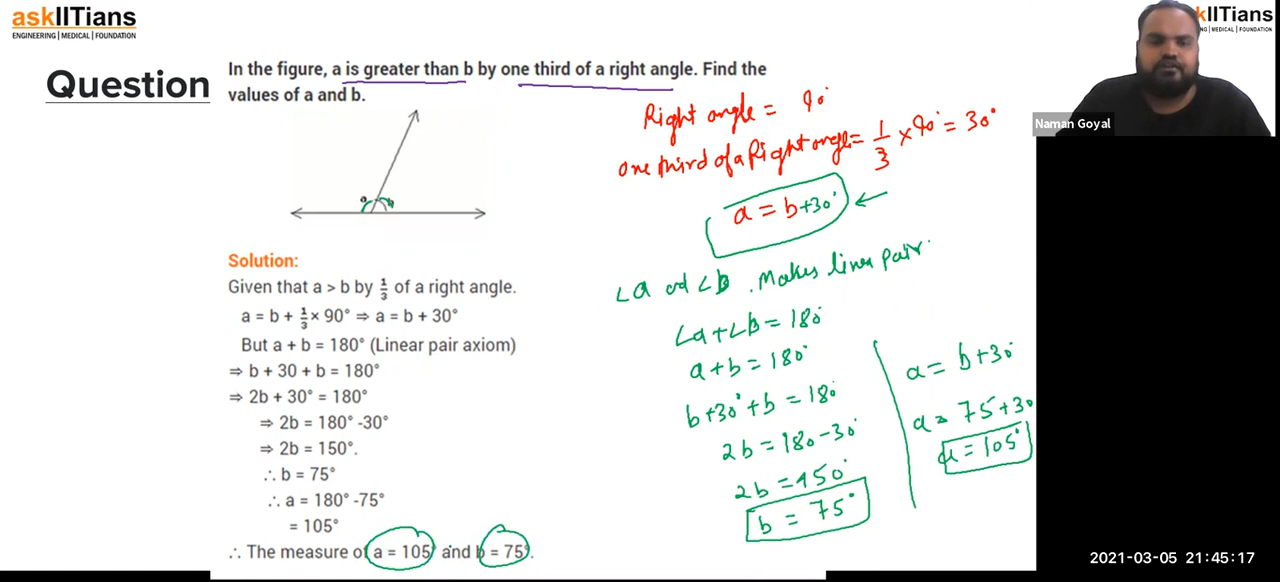 askIITians
ENGINEERING | MEDICAL | FOUNDATION
kIITians
NG | MEDICAL | FOUNDATION
Naman Goyal
Question
In the figure, a is greater than b by one third of a right angle. Find the
values of a and b.
a b
Solution:
Given that a > b by 1/3 of a right angle.
a = b + 1/3 × 90° ⇒ a = b + 30°
But a + b = 180° (Linear pair axiom)
⇒ b + 30 + b = 180°
⇒ 2b + 30° = 180°
⇒ 2b = 180° -30°
⇒ 2b = 150°.
∴ b = 75°
∴ a = 180° -75°
= 105°
∴ The measure of a = 105° and b = 75°.
Right angle = 90°
One third of a Right angle = 1/3 × 90° = 30°
a = b+30°
∠a and ∠b . Makes liner pair.
∠a+∠b = 180°
a+b = 180°
b+30°+b = 180°
2b = 180-30°
2b = 150°
b = 75°
a = b+30°
a = 75+30
a = 105°
2021-03-05 21:45:17